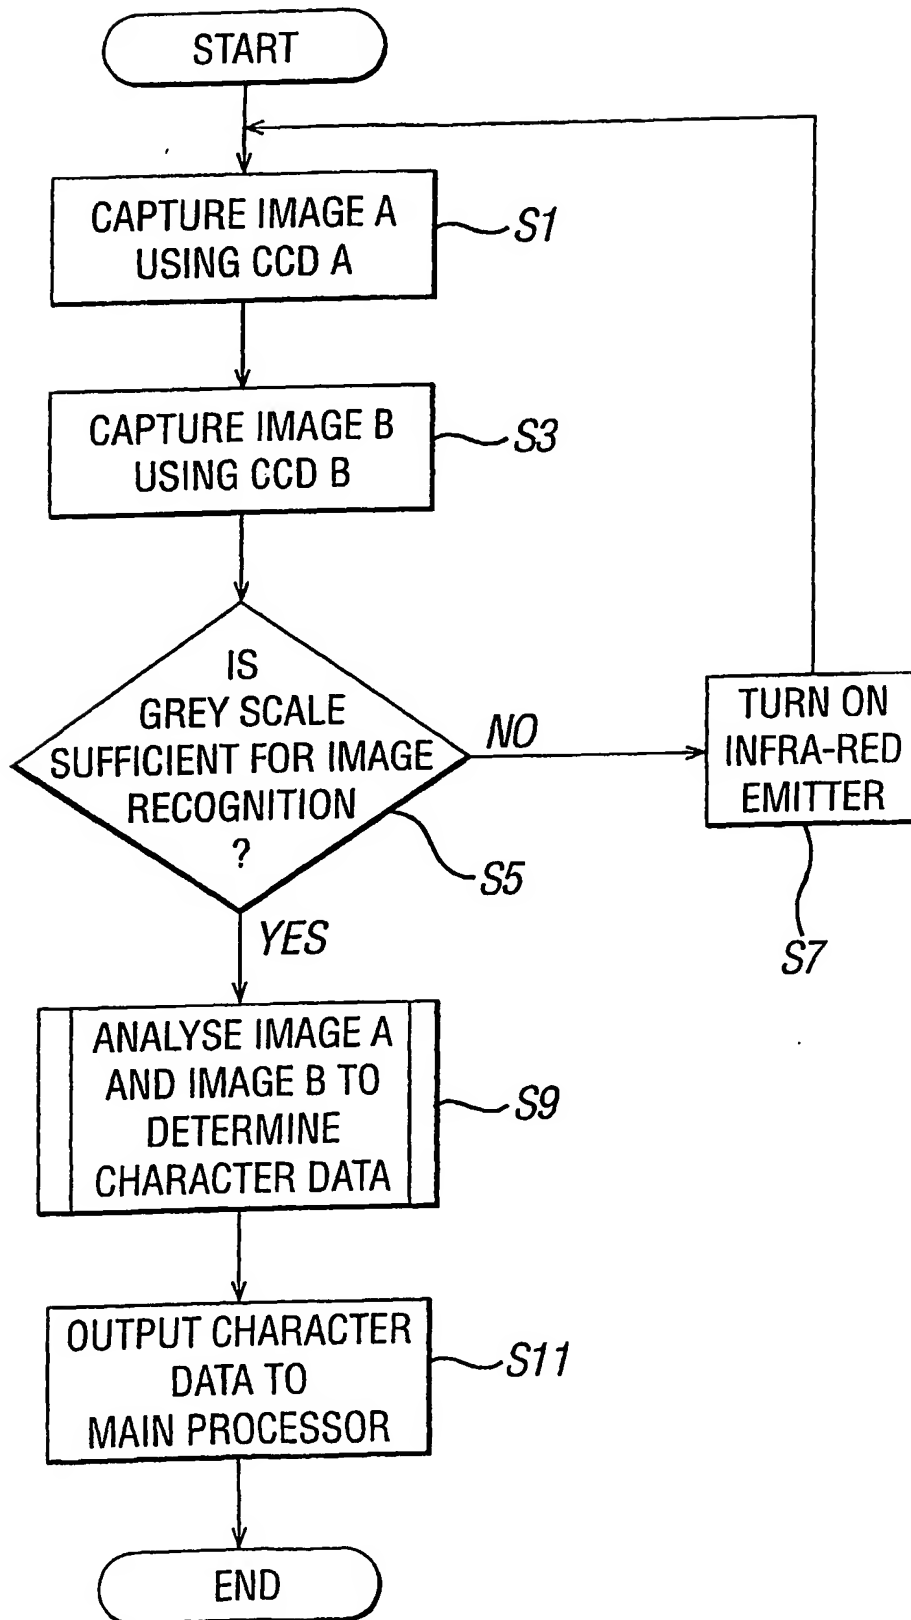 START
CAPTURE IMAGE A
USING CCD A
S1
CAPTURE IMAGE B
USING CCD B
S3
IS
GREY SCALE
SUFFICIENT FOR IMAGE
RECOGNITION
?
S5
NO
TURN ON
INFRA-RED
EMITTER
S7
YES
ANALYSE IMAGE A
AND IMAGE B TO
DETERMINE
CHARACTER DATA
S9
OUTPUT CHARACTER
DATA TO
MAIN PROCESSOR
S11
END